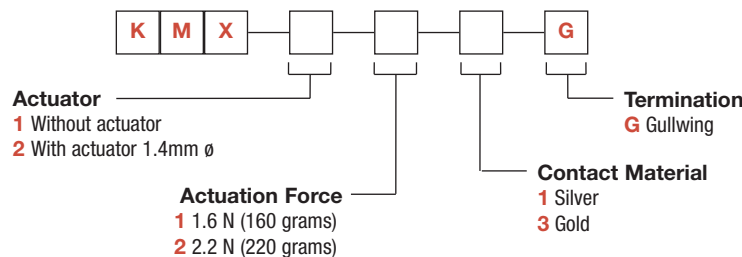 K M X G
Actuator
1 Without actuator
2 With actuator 1.4mm ø
Actuation Force
1 1.6 N (160 grams)
2 2.2 N (220 grams)
Contact Material
1 Silver
3 Gold
Termination
G Gullwing